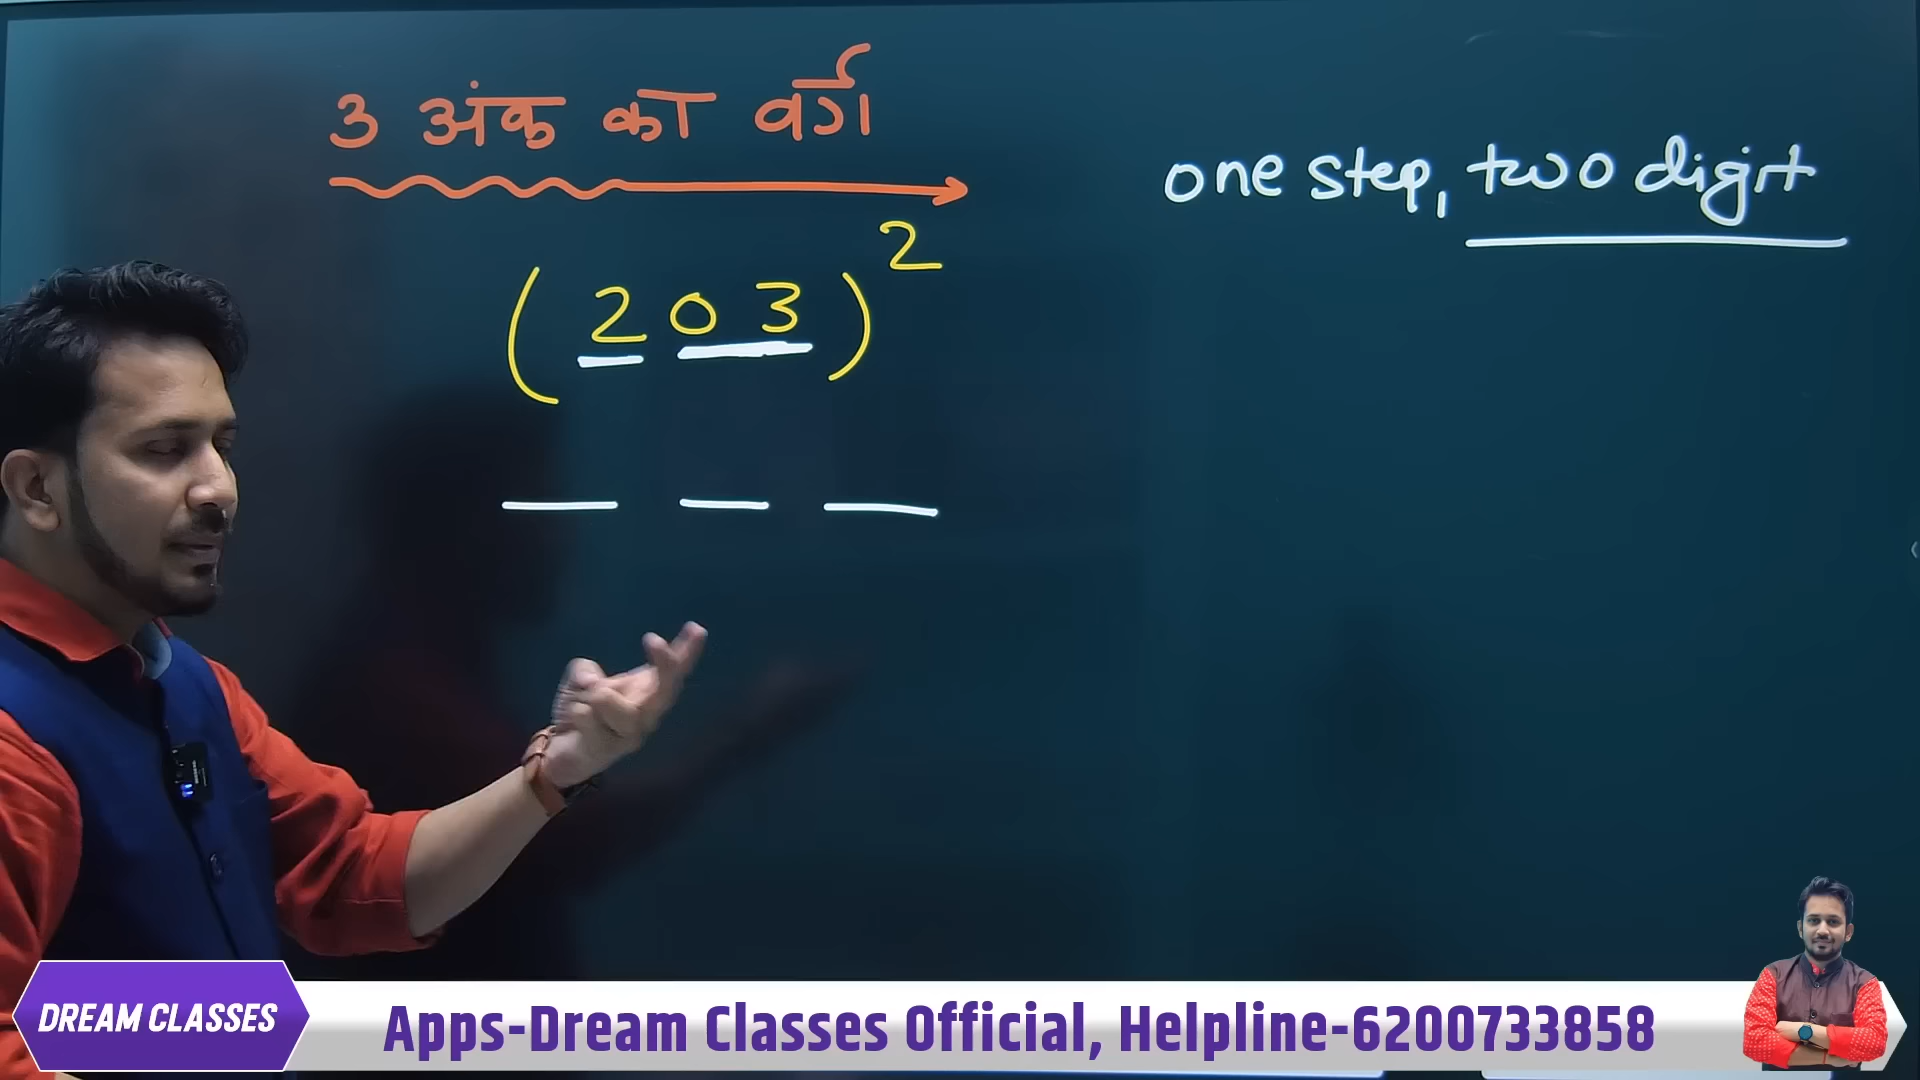 3 अंक का वर्ग
one step, two digit
(203)²
DREAM CLASSES
Apps-Dream Classes Official, Helpline-6200733858